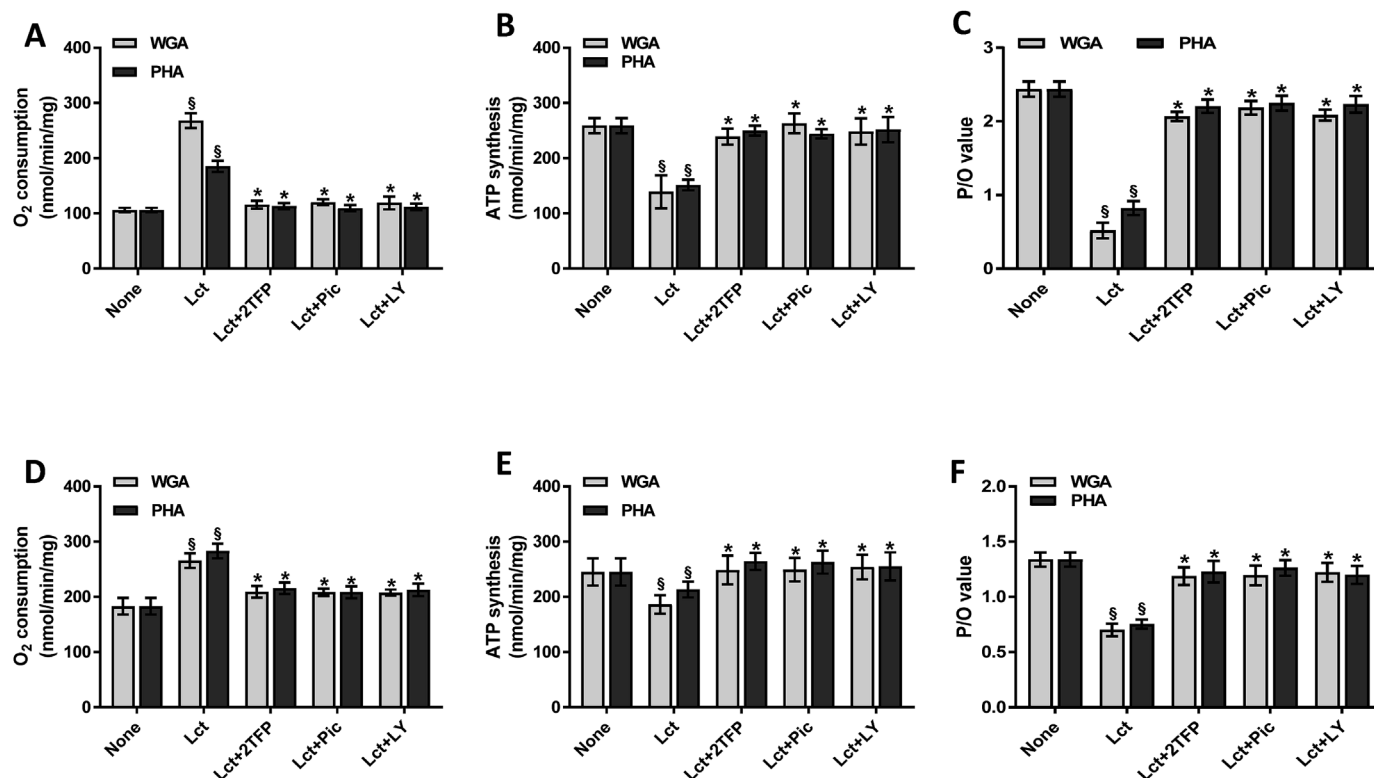 A
WGA
PHA
O₂ consumption
(nmol/min/mg)
400
300
200
100
0
§
§
*
*
*
*
*
*
None
Lct
Lct+2TFP
Lct+Pic
Lct+LY
B
WGA
PHA
ATP synthesis
(nmol/min/mg)
400
300
200
100
0
§
§
*
*
*
*
*
*
None
Lct
Lct+2TFP
Lct+Pic
Lct+LY
C
WGA
PHA
P/O value
3
2
1
0
§
§
*
*
*
*
*
*
None
Lct
Lct+2TFP
Lct+Pic
Lct+LY
D
WGA
PHA
O₂ consumption
(nmol/min/mg)
400
300
200
100
0
§
§
*
*
*
*
*
*
None
Lct
Lct+2TFP
Lct+Pic
Lct+LY
E
WGA
PHA
ATP synthesis
(nmol/min/mg)
400
300
200
100
0
§
§
*
*
*
*
*
*
None
Lct
Lct+2TFP
Lct+Pic
Lct+LY
F
WGA
PHA
P/O value
2.0
1.5
1.0
0.5
0.0
§
§
*
*
*
*
*
*
None
Lct
Lct+2TFP
Lct+Pic
Lct+LY